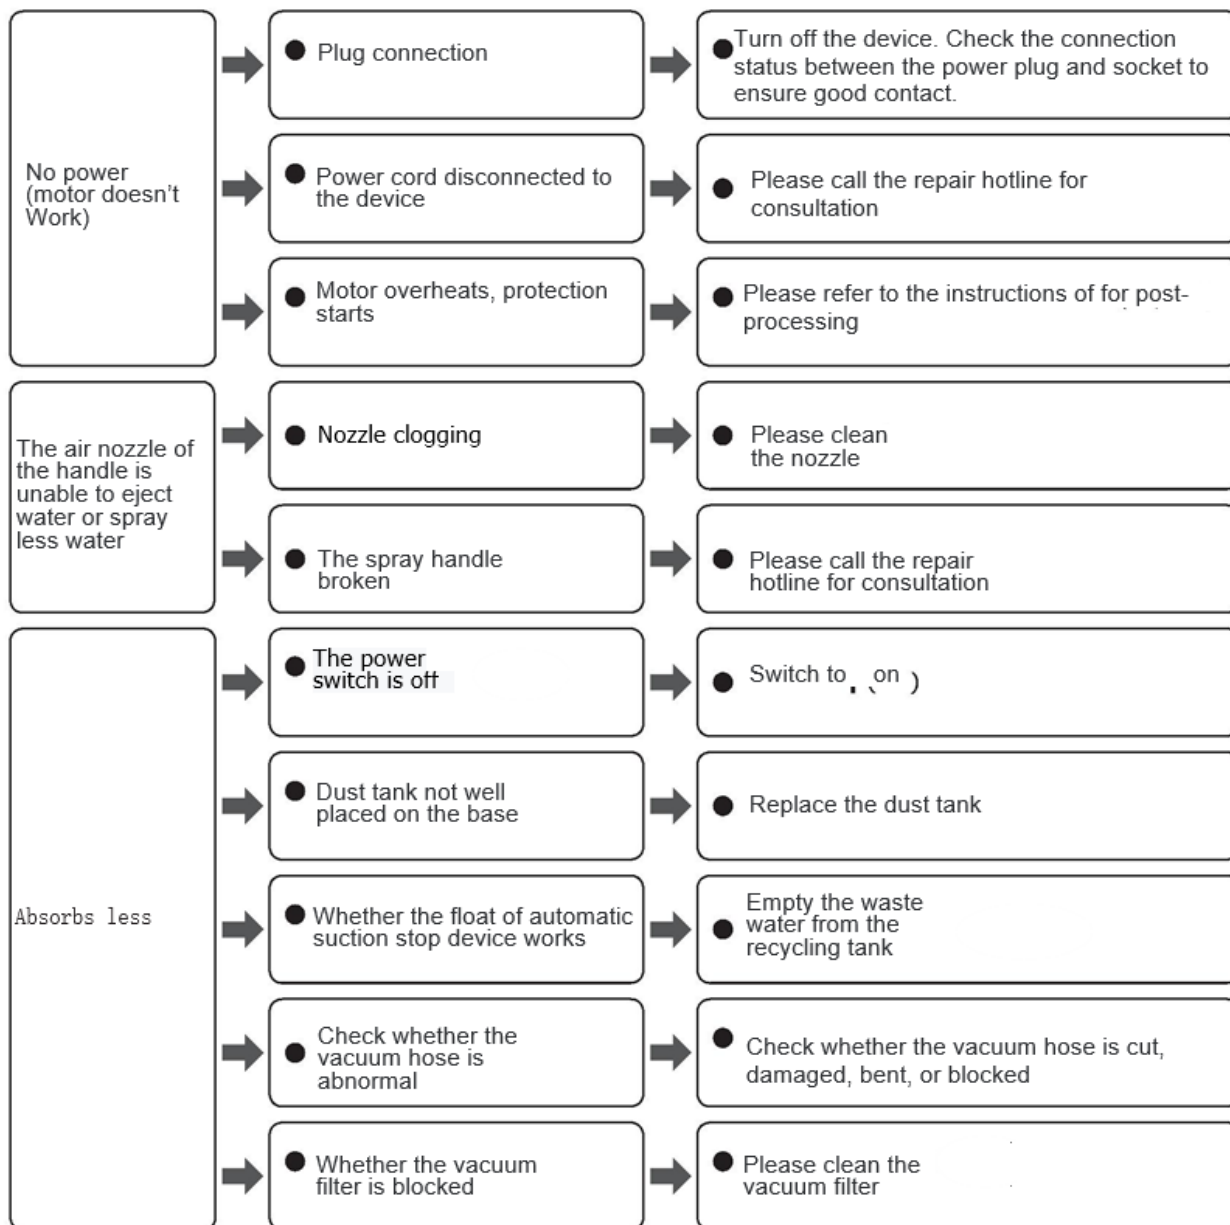 No power
(motor doesn't
Work)
Plug connection
Turn off the device. Check the connection
status between the power plug and socket to
ensure good contact.
Power cord disconnected to
the device
Please call the repair hotline for
consultation
Motor overheats, protection
starts
Please refer to the instructions of for post-
processing
The air nozzle of
the handle is
unable to eject
water or spray
less water
Nozzle clogging
Please clean
the nozzle
The spray handle
broken
Please call the repair
hotline for consultation
Absorbs less
The power
switch is off
Switch to (on)
Dust tank not well
placed on the base
Replace the dust tank
Whether the float of automatic
suction stop device works
Empty the waste
water from the
recycling tank
Check whether the
vacuum hose is
abnormal
Check whether the vacuum hose is cut,
damaged, bent, or blocked
Whether the vacuum
filter is blocked
Please clean the
vacuum filter